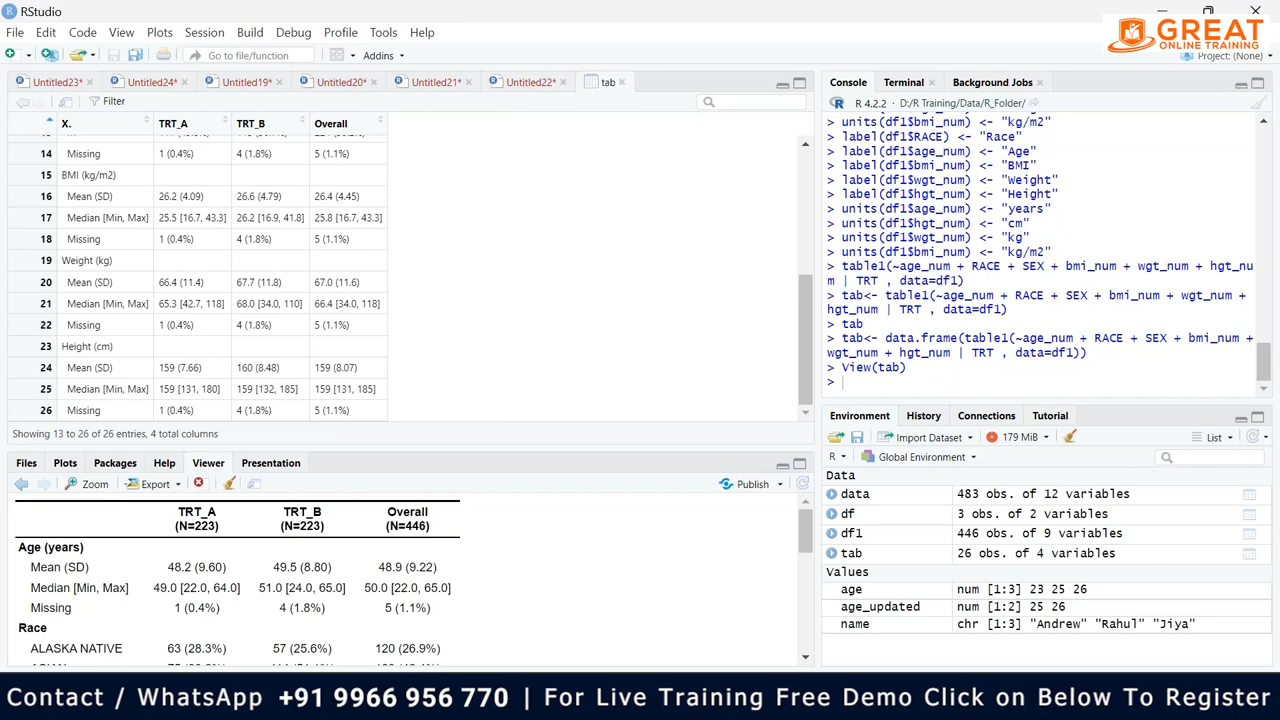 RStudio
File Edit Code View Plots Session Build Debug Profile Tools Help
GREAT
ONLINE TRAINING
Go to file/function Addins
Project: (None)
Untitled23* Untitled24* Untitled19* Untitled20* Untitled21* Untitled22* tab
Filter
X. TRT_A TRT_B Overall
14 Missing 1 (0.4%) 4 (1.8%) 5 (1.1%)
15 BMI (kg/m2)
16 Mean (SD) 26.2 (4.09) 26.6 (4.79) 26.4 (4.45)
17 Median [Min, Max] 25.5 [16.7, 43.3] 26.2 [16.9, 41.8] 25.8 [16.7, 43.3]
18 Missing 1 (0.4%) 4 (1.8%) 5 (1.1%)
19 Weight (kg)
20 Mean (SD) 66.4 (11.4) 67.7 (11.8) 67.0 (11.6)
21 Median [Min, Max] 65.3 [42.7, 118] 68.0 [34.0, 110] 66.4 [34.0, 118]
22 Missing 1 (0.4%) 4 (1.8%) 5 (1.1%)
23 Height (cm)
24 Mean (SD) 159 (7.66) 160 (8.48) 159 (8.07)
25 Median [Min, Max] 159 [131, 180] 159 [132, 185] 159 [131, 185]
26 Missing 1 (0.4%) 4 (1.8%) 5 (1.1%)
Showing 13 to 26 of 26 entries, 4 total columns
Files Plots Packages Help Viewer Presentation
Zoom Export Publish
TRT_A TRT_B Overall
(N=223) (N=223) (N=446)
Age (years)
Mean (SD) 48.2 (9.60) 49.5 (8.80) 48.9 (9.22)
Median [Min, Max] 49.0 [22.0, 64.0] 51.0 [24.0, 65.0] 50.0 [22.0, 65.0]
Missing 1 (0.4%) 4 (1.8%) 5 (1.1%)
Race
ALASKA NATIVE 63 (28.3%) 57 (25.6%) 120 (26.9%)
Console Terminal Background Jobs
R 4.2.2 . D:/R Training/Data/R_Folder/
> units(df1$bmi_num) <- "kg/m2"
> label(df1$RACE) <- "Race"
> label(df1$age_num) <- "Age"
> label(df1$bmi_num) <- "BMI"
> label(df1$wgt_num) <- "Weight"
> label(df1$hgt_num) <- "Height"
> units(df1$age_num) <- "years"
> units(df1$hgt_num) <- "cm"
> units(df1$wgt_num) <- "kg"
> units(df1$bmi_num) <- "kg/m2"
> table1(~age_num + RACE + SEX + bmi_num + wgt_num + hgt_nu
m | TRT , data=df1)
> tab<- table1(~age_num + RACE + SEX + bmi_num + wgt_num +
hgt_num | TRT , data=df1)
> tab
> tab<- data.frame(table1(~age_num + RACE + SEX + bmi_num +
wgt_num + hgt_num | TRT , data=df1))
> View(tab)
>
Environment History Connections Tutorial
Import Dataset 179 MiB List
R Global Environment
Data
data 483 obs. of 12 variables
df 3 obs. of 2 variables
df1 446 obs. of 9 variables
tab 26 obs. of 4 variables
Values
age num [1:3] 23 25 26
age_updated num [1:2] 25 26
name chr [1:3] "Andrew" "Rahul" "Jiya"
Contact / WhatsApp +91 9966 956 770 | For Live Training Free Demo Click on Below To Register